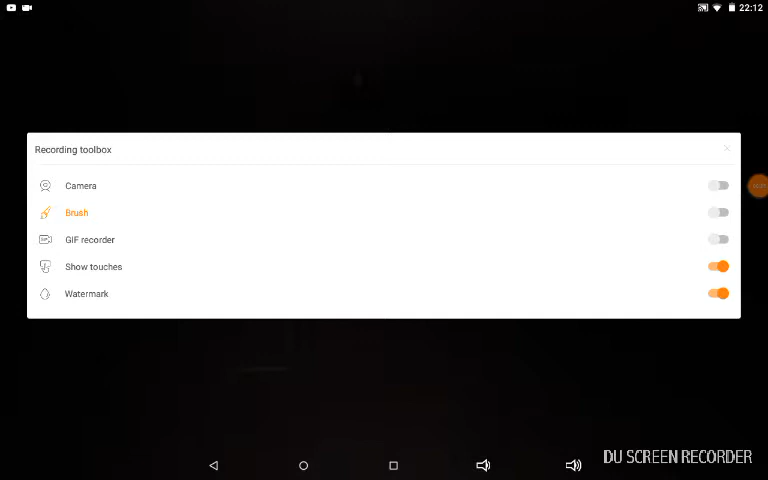 22:12
Recording toolbox
Camera
Brush
GIF recorder
Show touches
Watermark
DU SCREEN RECORDER